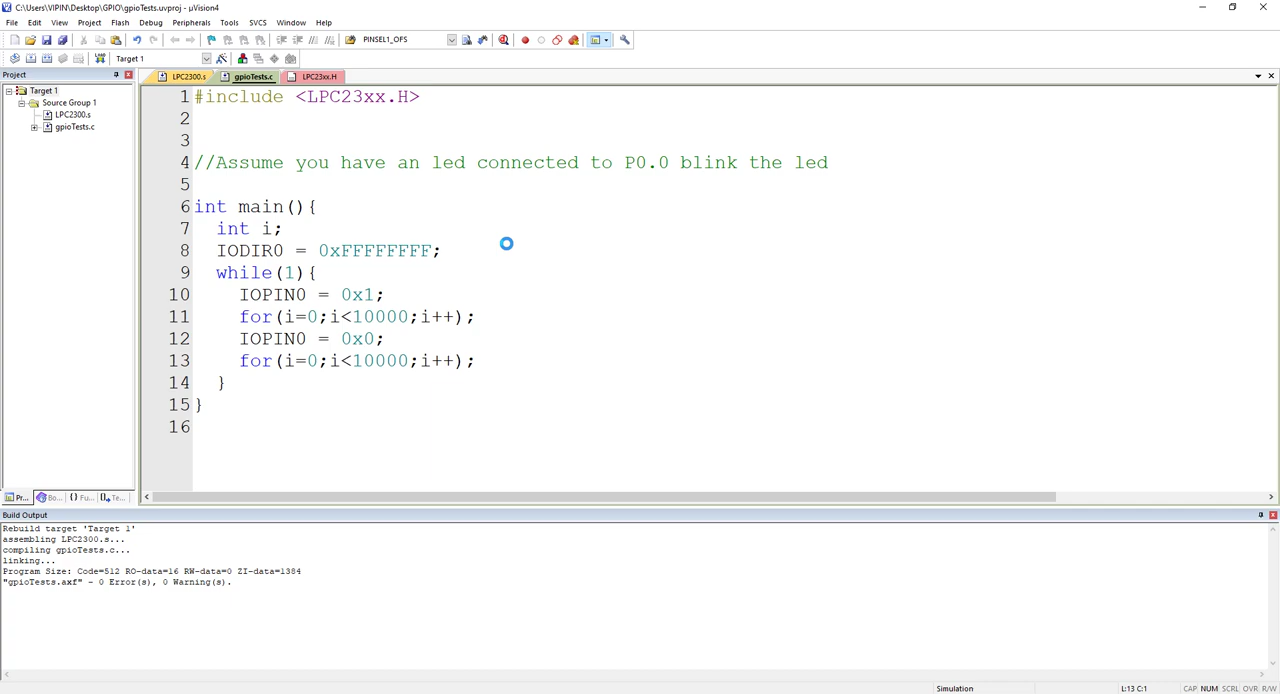 C:\Users\VIPIN\Desktop\GPIO\gpioTests.uvproj - µVision4
File Edit View Project Flash Debug Peripherals Tools SVCS Window Help
PINSEL1_OFS
Target 1
Project
LPC2300.s gpioTests.c LPC23xx.H
Target 1
Source Group 1
LPC2300.s
gpioTests.c
1 #include <LPC23xx.H>
2
3
4 //Assume you have an led connected to P0.0 blink the led
5
6 int main(){
7 int i;
8 IODIR0 = 0xFFFFFFFF;
9 while(1){
10 IOPIN0 = 0x1;
11 for(i=0;i<10000;i++);
12 IOPIN0 = 0x0;
13 for(i=0;i<10000;i++);
14 }
15 }
16
Pr... Bo... {} Fu... Te...
Build Output
Rebuild target 'Target 1'
assembling LPC2300.s...
compiling gpioTests.c...
linking...
Program Size: Code=512 RO-data=16 RW-data=0 ZI-data=1384
"gpioTests.axf" - 0 Error(s), 0 Warning(s).
Simulation L:13 C:1 CAP NUM SCRL OVR R/W